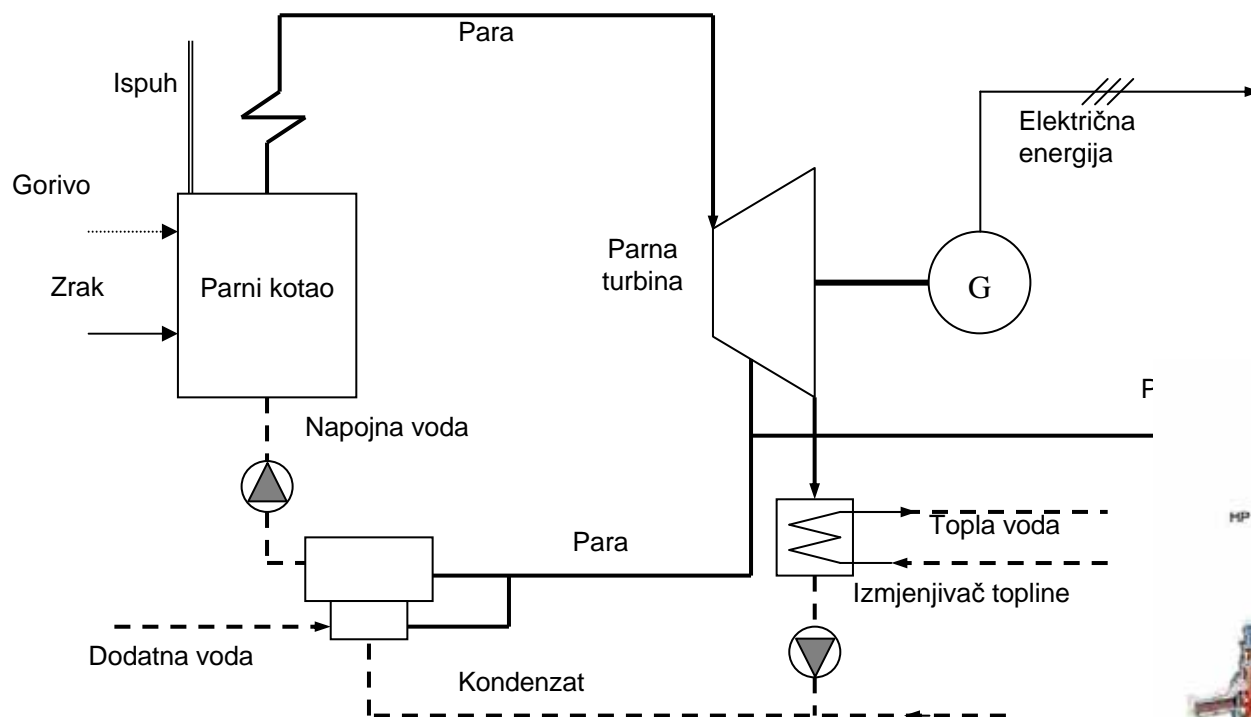 Para
Ispuh
Električna
energija
Gorivo
Parna
turbina
Zrak
Parni kotao
G
Napojna voda
Topla voda
Para
Izmjenjivač topline
Dodatna voda
Kondenzat